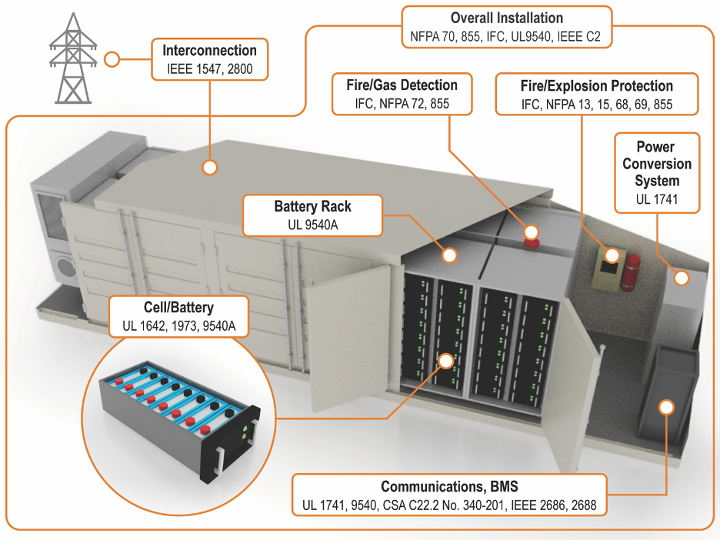 Overall Installation
NFPA 70, 855, IFC, UL9540, IEEE C2
Interconnection
IEEE 1547, 2800
Fire/Gas Detection
IFC, NFPA 72, 855
Fire/Explosion Protection
IFC, NFPA 13, 15, 68, 69, 855
Power
Conversion
System
UL 1741
Battery Rack
UL 9540A
Cell/Battery
UL 1642, 1973, 9540A
Communications, BMS
UL 1741, 9540, CSA C22.2 No. 340-201, IEEE 2686, 2688